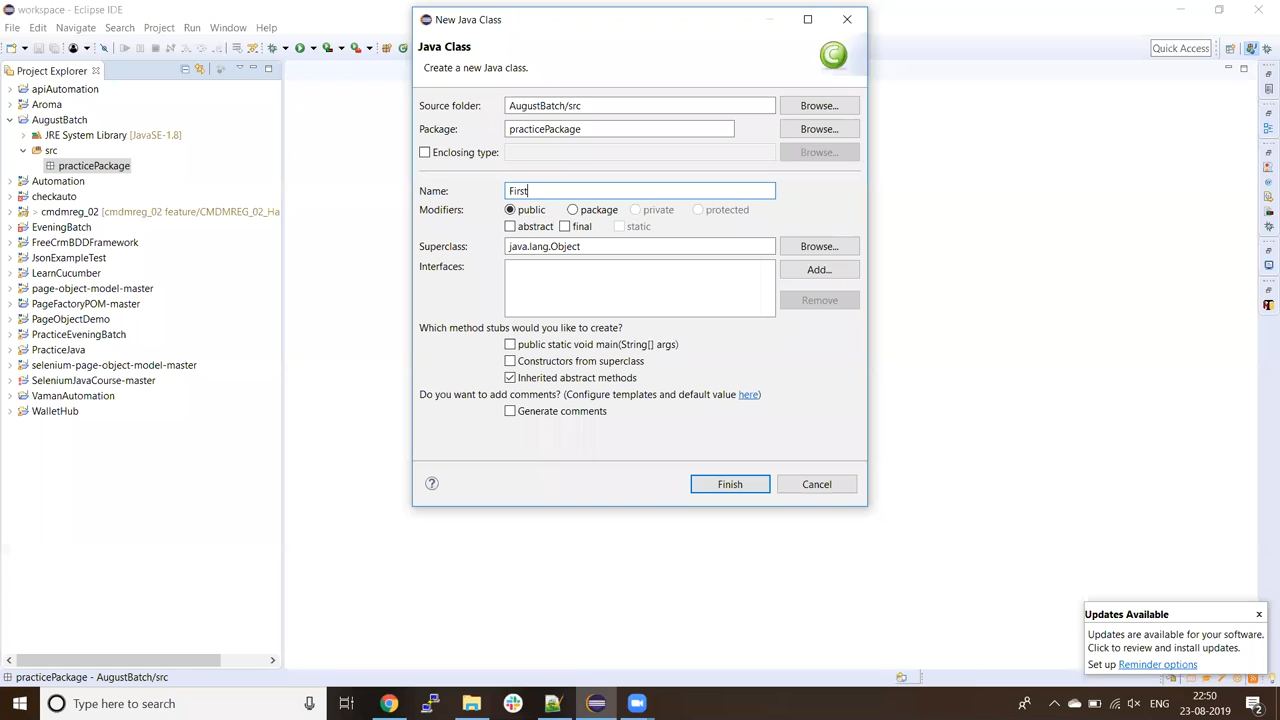 workspace - Eclipse IDE
File Edit Navigate Search Project Run Window Help
Quick Access
Project Explorer
apiAutomation
Aroma
AugustBatch
JRE System Library [JavaSE-1.8]
src
practicePackage
Automation
checkauto
> cmdmreg_02 [cmdmreg_02 feature/CMDMREG_02_Ha
EveningBatch
FreeCrmBDDFramework
JsonExampleTest
LearnCucumber
page-object-model-master
PageFactoryPOM-master
PageObjectDemo
PracticeEveningBatch
PracticeJava
selenium-page-object-model-master
SeleniumJavaCourse-master
VamanAutomation
WalletHub
New Java Class
Java Class
Create a new Java class.
Source folder: AugustBatch/src Browse...
Package: practicePackage Browse...
Enclosing type: Browse...
Name: First
Modifiers: public package private protected
abstract final static
Superclass: java.lang.Object Browse...
Interfaces: Add...
Remove
Which method stubs would you like to create?
public static void main(String[] args)
Constructors from superclass
Inherited abstract methods
Do you want to add comments? (Configure templates and default value here)
Generate comments
Finish Cancel
Updates Available x
Updates are available for your software.
Click to review and install updates.
Set up Reminder options
practicePackage - AugustBatch/src
Type here to search
ENG
22:50
23-08-2019
2